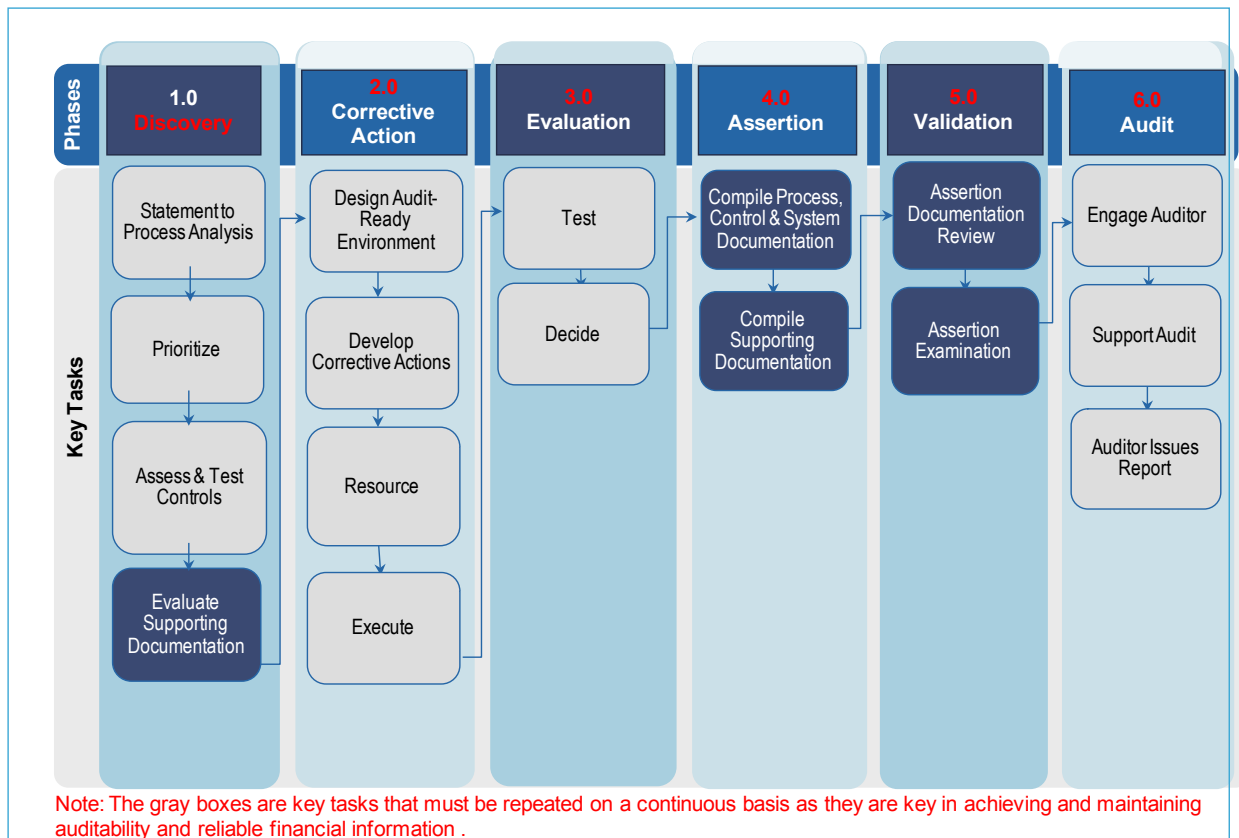 Phases
1.0
Discovery
2.0
Corrective
Action
3.0
Evaluation
4.0
Assertion
5.0
Validation
6.0
Audit
Key Tasks
Statement to
Process Analysis
Prioritize
Assess & Test
Controls
Evaluate
Supporting
Documentation
Design Audit-
Ready
Environment
Develop
Corrective Actions
Resource
Execute
Test
Decide
Compile Process,
Control & System
Documentation
Compile
Supporting
Documentation
Assertion
Documentation
Review
Assertion
Examination
Engage Auditor
Support Audit
Auditor Issues
Report
Note: The gray boxes are key tasks that must be repeated on a continuous basis as they are key in achieving and maintaining
auditability and reliable financial information .